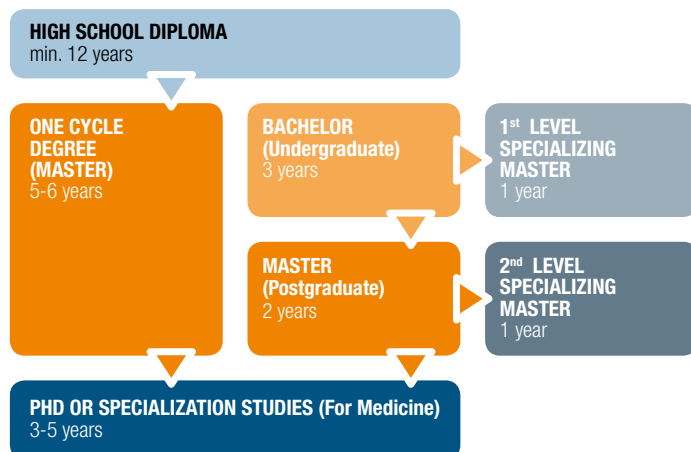 HIGH SCHOOL DIPLOMA
min. 12 years
ONE CYCLE
DEGREE
(MASTER)
5-6 years
BACHELOR
(Undergraduate)
3 years
1st LEVEL
SPECIALIZING
MASTER
1 year
MASTER
(Postgraduate)
2 years
2nd LEVEL
SPECIALIZING
MASTER
1 year
PHD OR SPECIALIZATION STUDIES (For Medicine)
3-5 years